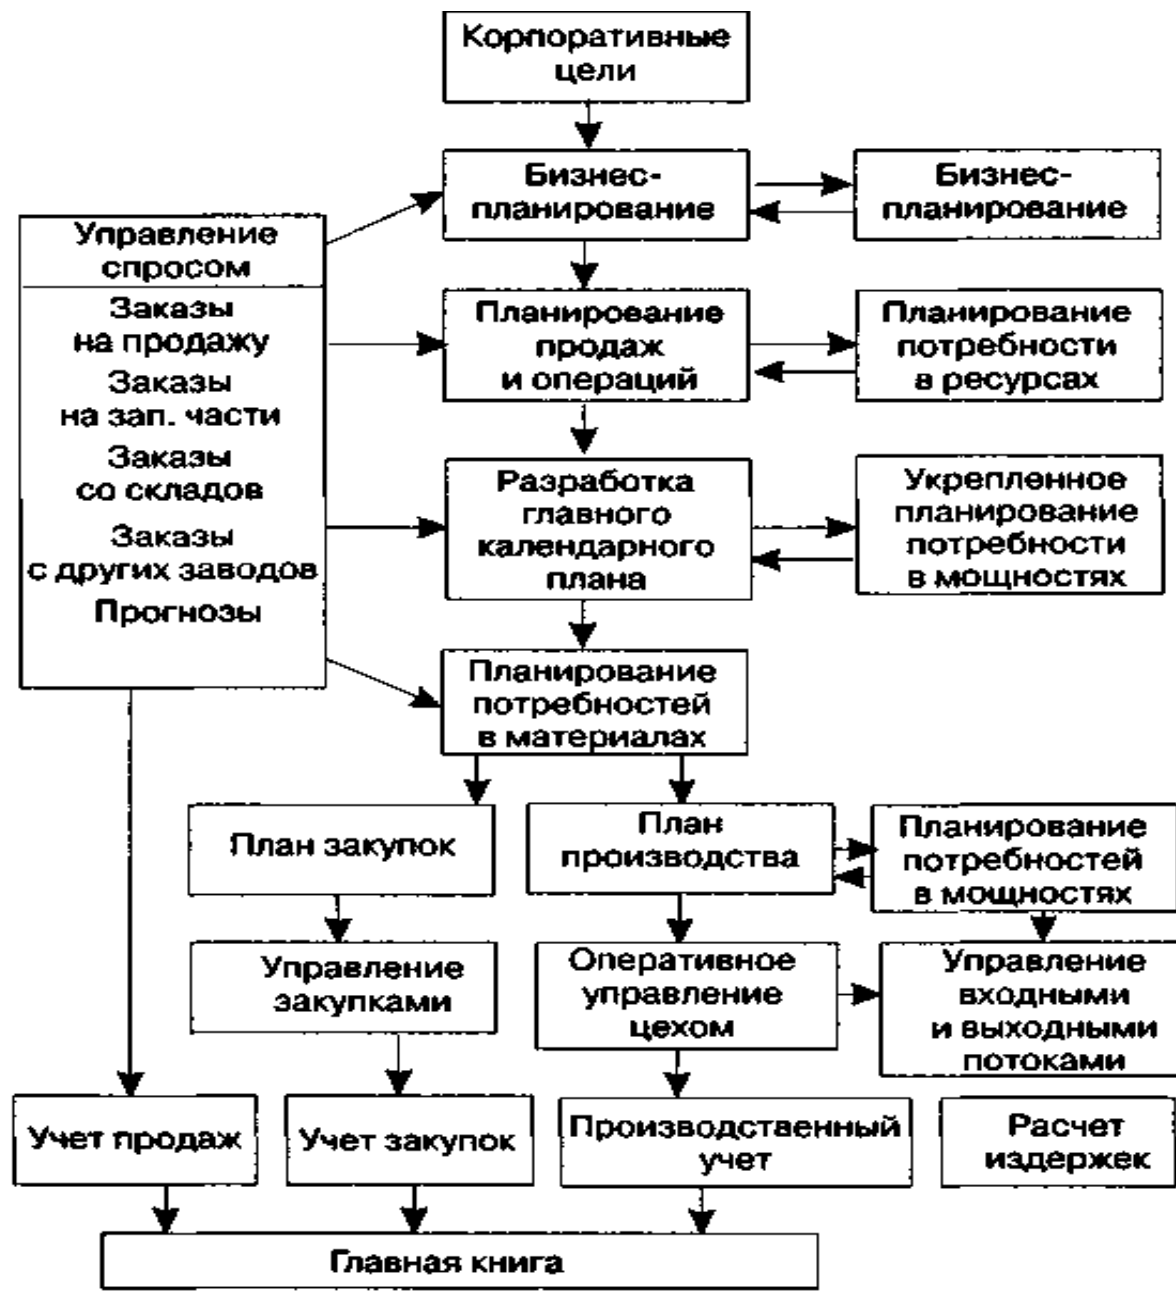 Корпоративные
цели
Бизнес-
планирование
Бизнес-
планирование
Управление
спросом
Заказы
на продажу
Заказы
на зап. части
Заказы
со складов
Заказы
с других заводов
Прогнозы
Планирование
продаж
и операций
Планирование
потребности
в ресурсах
Разработка
главного
календарного
плана
Укрепленное
планирование
потребности
в мощностях
Планирование
потребностей
в материалах
План закупок
План
производства
Планирование
потребностей
в мощностях
Управление
закупками
Оперативное
управление
цехом
Управление
входными
и выходными
потоками
Учет продаж
Учет закупок
Производственный
учет
Расчет
издержек
Главная книга